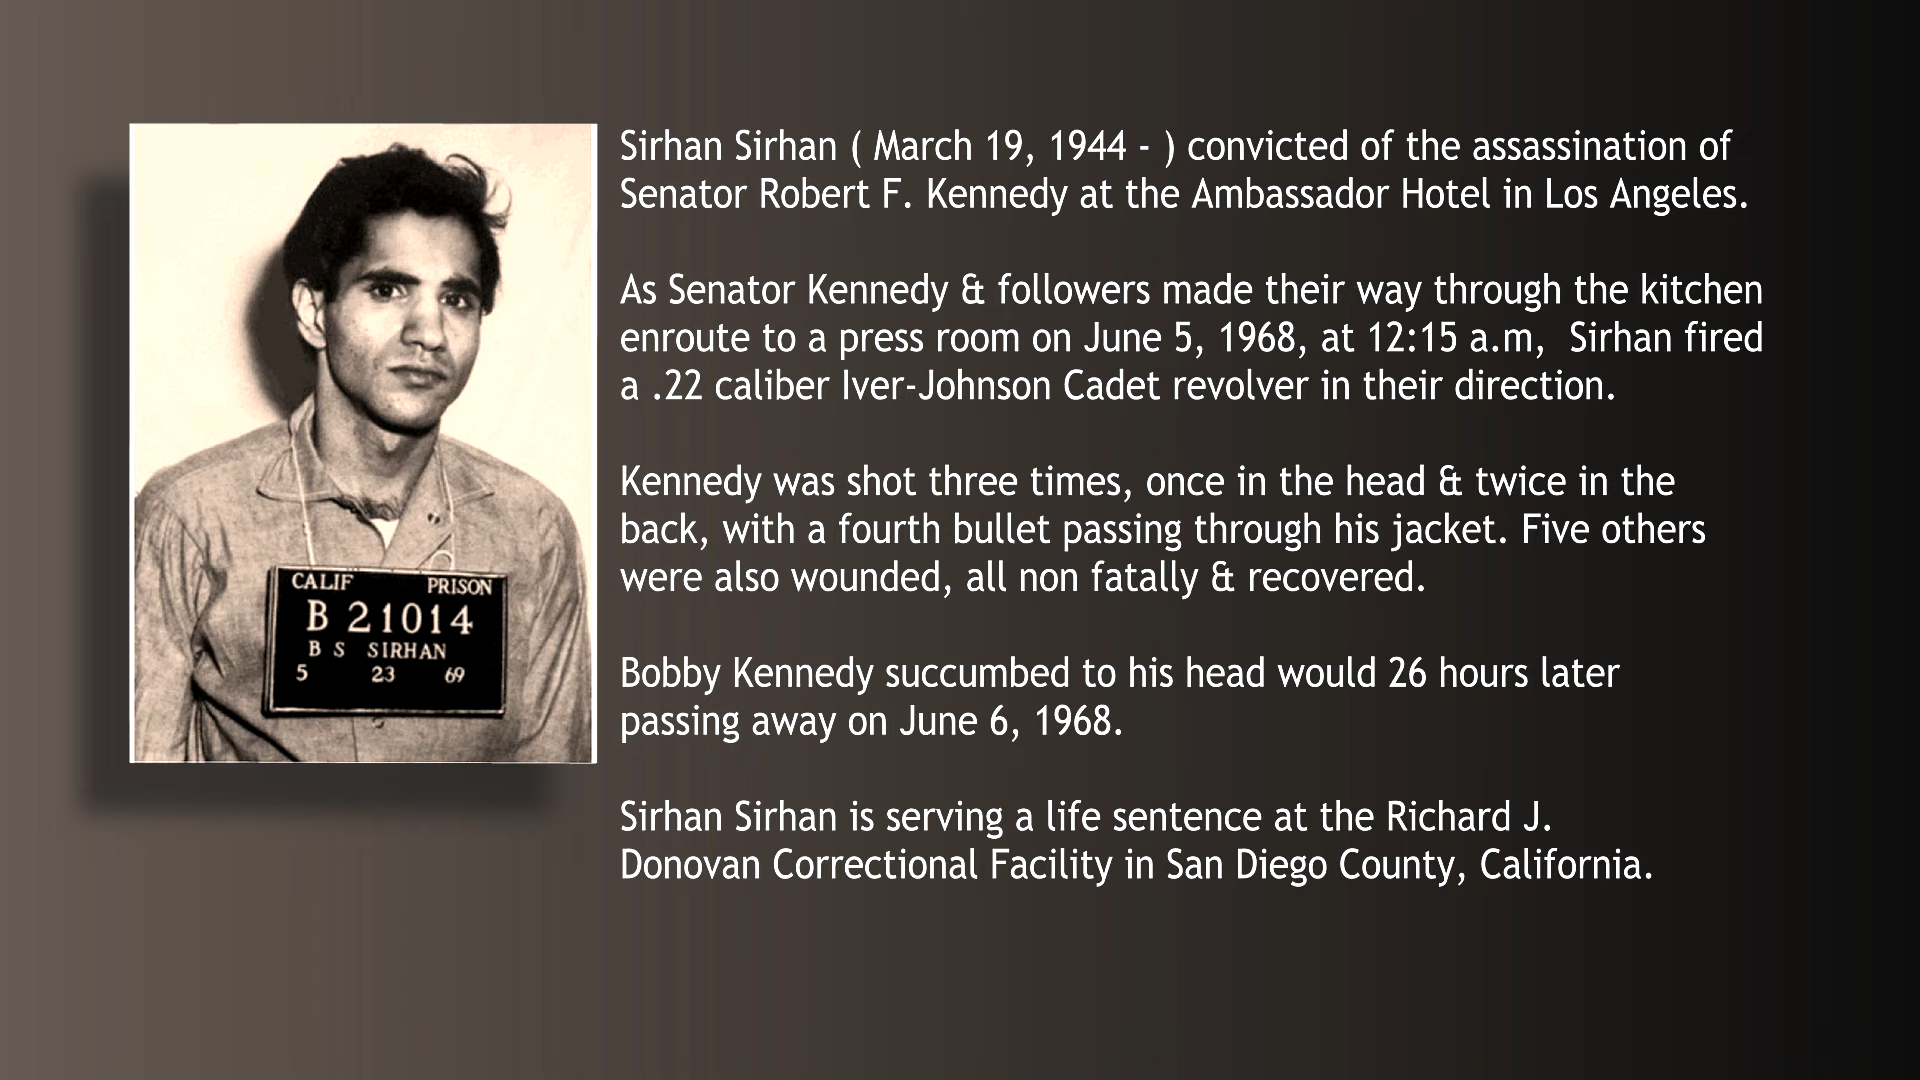 Sirhan Sirhan ( March 19, 1944 - ) convicted of the assassination of
Senator Robert F. Kennedy at the Ambassador Hotel in Los Angeles.
As Senator Kennedy & followers made their way through the kitchen
enroute to a press room on June 5, 1968, at 12:15 a.m,  Sirhan fired
a .22 caliber Iver-Johnson Cadet revolver in their direction.
Kennedy was shot three times, once in the head & twice in the
back, with a fourth bullet passing through his jacket. Five others
were also wounded, all non fatally & recovered.
Bobby Kennedy succumbed to his head would 26 hours later
passing away on June 6, 1968.
Sirhan Sirhan is serving a life sentence at the Richard J.
Donovan Correctional Facility in San Diego County, California.
CALIF PRISON
B 21014
B S SIRHAN
5 23 69